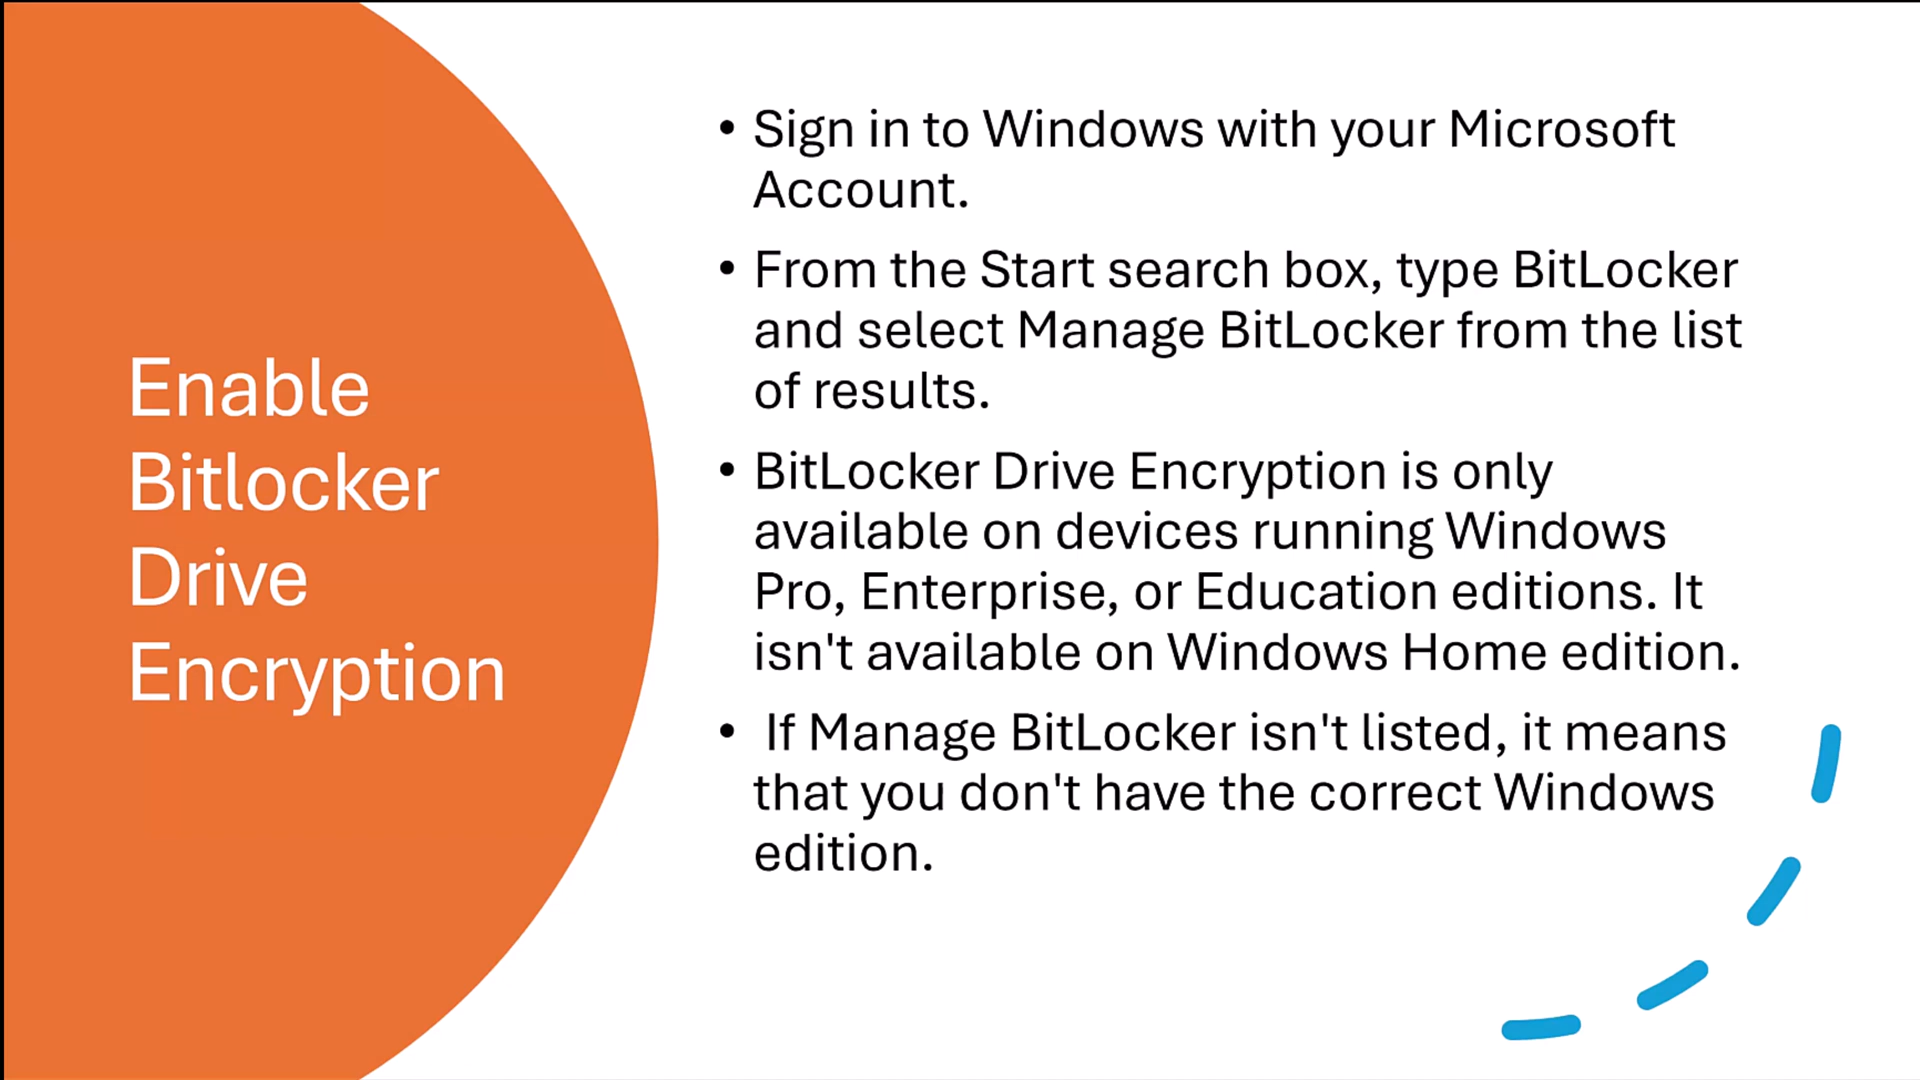 Enable
Bitlocker
Drive
Encryption
• Sign in to Windows with your Microsoft
Account.
• From the Start search box, type BitLocker
and select Manage BitLocker from the list
of results.
• BitLocker Drive Encryption is only
available on devices running Windows
Pro, Enterprise, or Education editions. It
isn't available on Windows Home edition.
• If Manage BitLocker isn't listed, it means
that you don't have the correct Windows
edition.